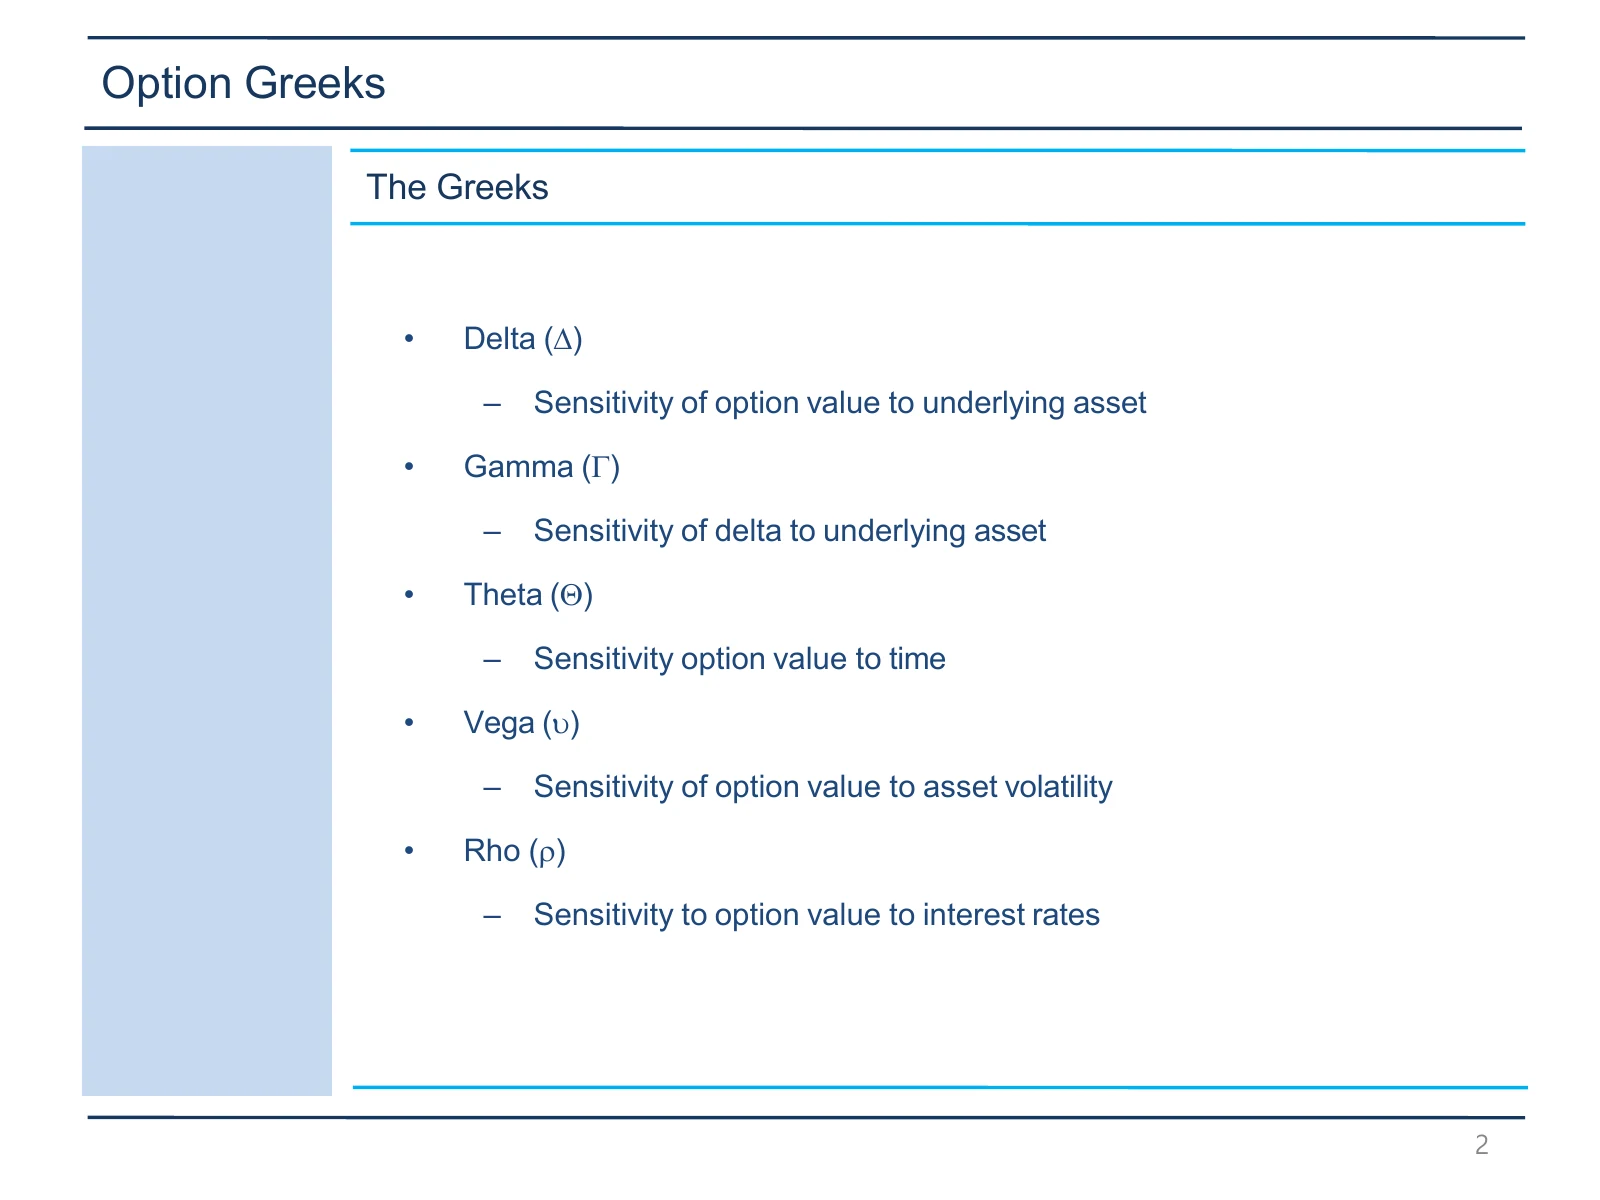 Option Greeks
The Greeks
• Delta (Δ)
– Sensitivity of option value to underlying asset
• Gamma (Γ)
– Sensitivity of delta to underlying asset
• Theta (Θ)
– Sensitivity option value to time
• Vega (υ)
– Sensitivity of option value to asset volatility
• Rho (ρ)
– Sensitivity to option value to interest rates
2